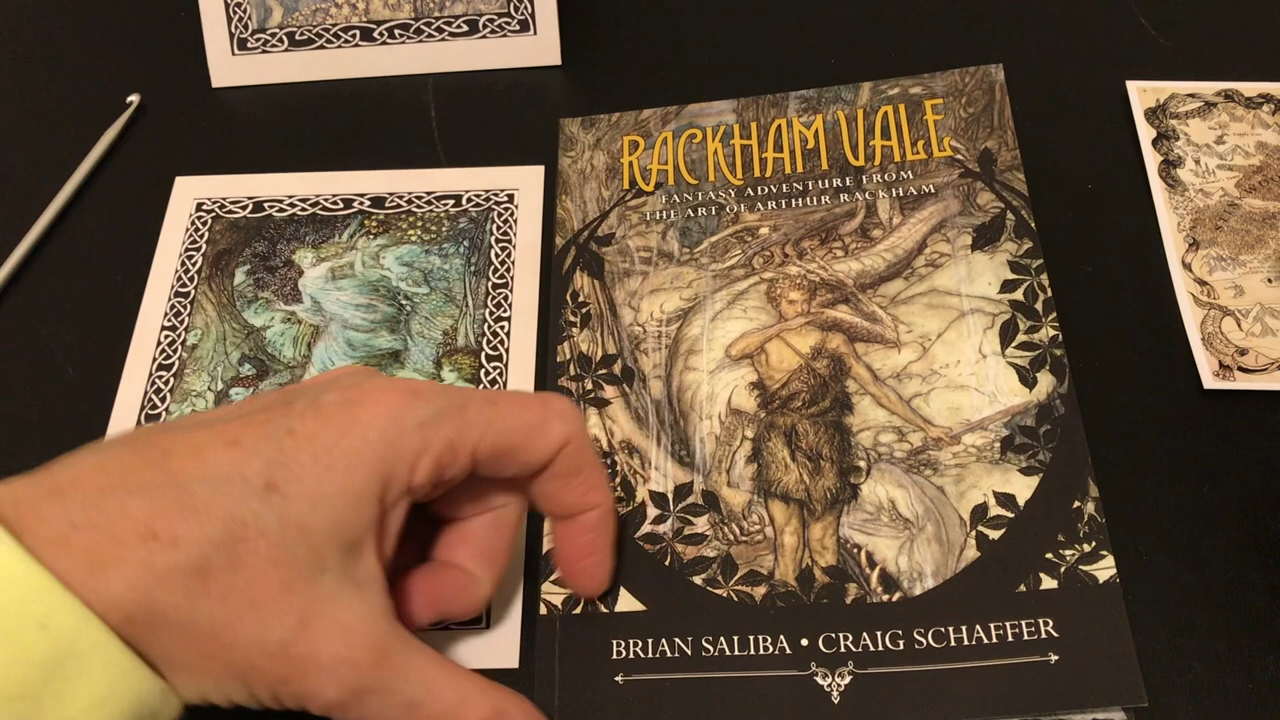 RACKHAM VALE
FANTASY ADVENTURE FROM
THE ART OF ARTHUR RACKHAM
BRIAN SALIBA • CRAIG SCHAFFER